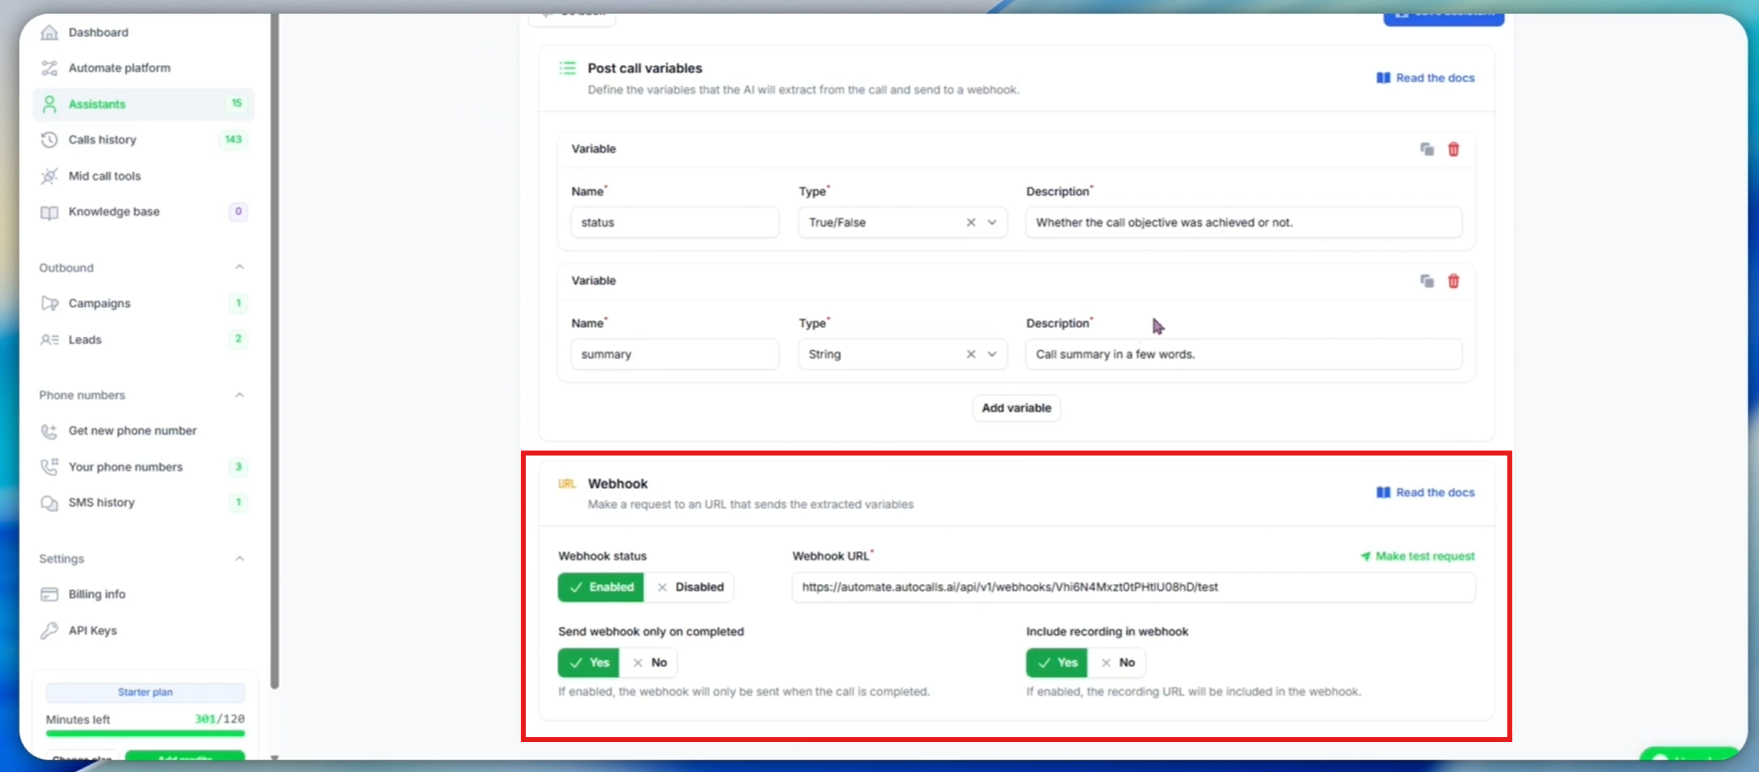 Dashboard
Automate platform
Assistants 15
Calls history 143
Mid call tools
Knowledge base 0
Outbound
Campaigns 1
Leads 2
Phone numbers
Get new phone number
Your phone numbers 3
SMS history 1
Settings
Billing info
API Keys
Starter plan
Minutes left 301/120
Change plan Add credits
Post call variables
Define the variables that the AI will extract from the call and send to a webhook.
Read the docs
Variable
Name* Type* Description*
status True/False Whether the call objective was achieved or not.
Variable
Name* Type* Description*
summary String Call summary in a few words.
Add variable
URL Webhook
Make a request to an URL that sends the extracted variables
Read the docs
Webhook status Webhook URL* Make test request
Enabled Disabled https://automate.autocalls.ai/api/v1/webhooks/Vhi6N4Mxzt0tPHtlU08hD/test
Send webhook only on completed Include recording in webhook
Yes No Yes No
If enabled, the webhook will only be sent when the call is completed. If enabled, the recording URL will be included in the webhook.